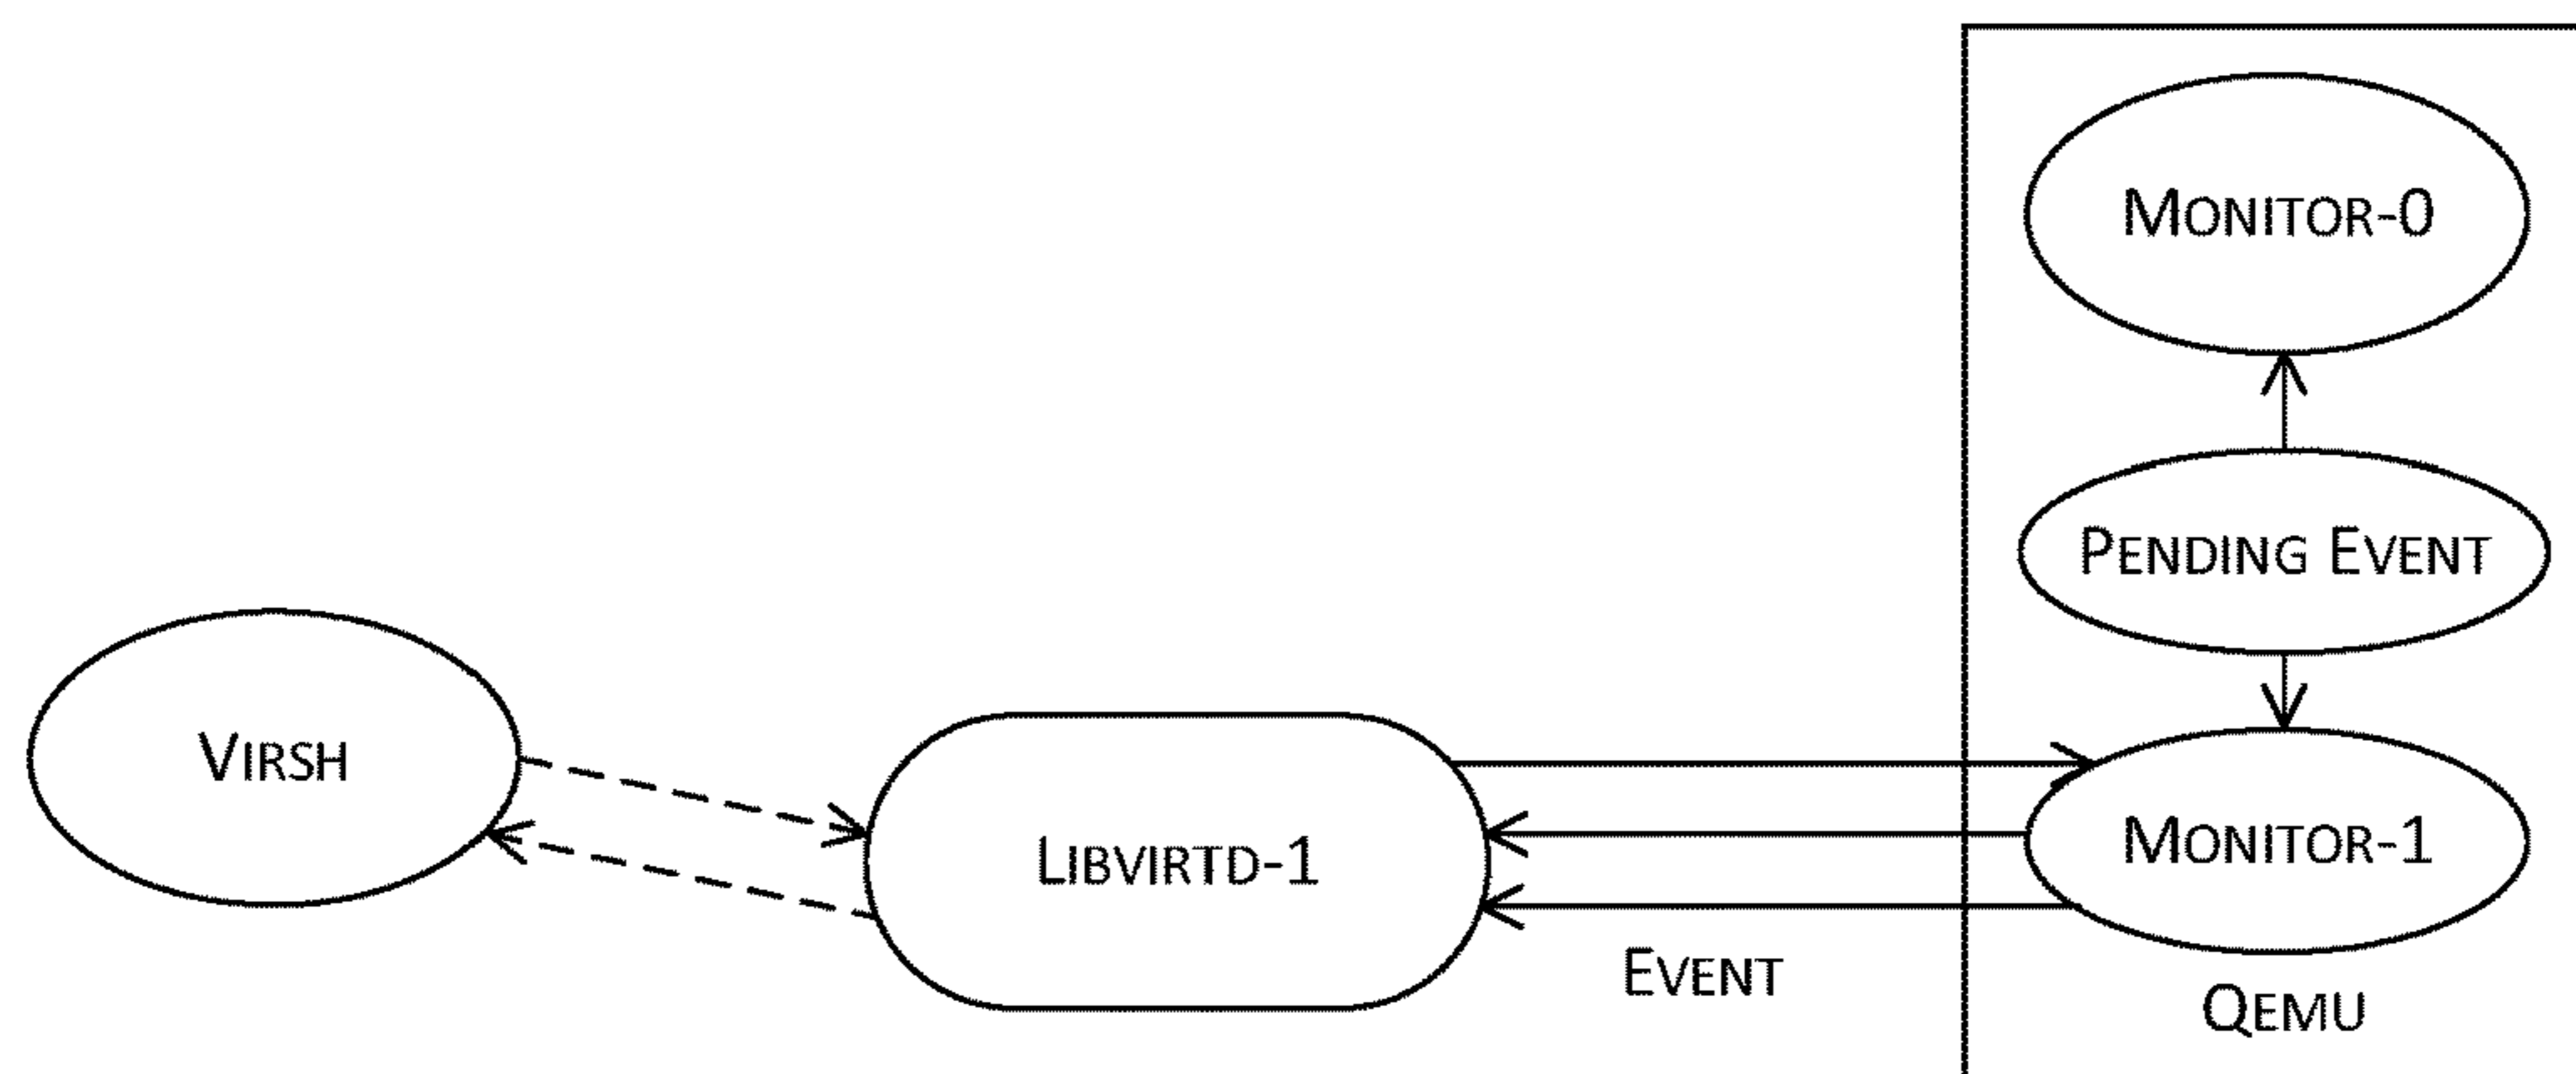 MONITOR-0
PENDING EVENT
VIRSH
LIBVIRTD-1
MONITOR-1
EVENT
QEMU